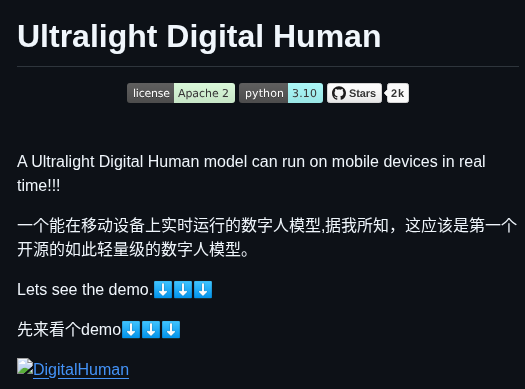 Ultralight Digital Human
license Apache 2 python 3.10 Stars 2k
A Ultralight Digital Human model can run on mobile devices in real
time!!!
一个能在移动设备上实时运行的数字人模型,据我所知，这应该是第一个
开源的如此轻量级的数字人模型。
Lets see the demo.⬇️⬇️⬇️
先来看个demo⬇️⬇️⬇️
DigitalHuman